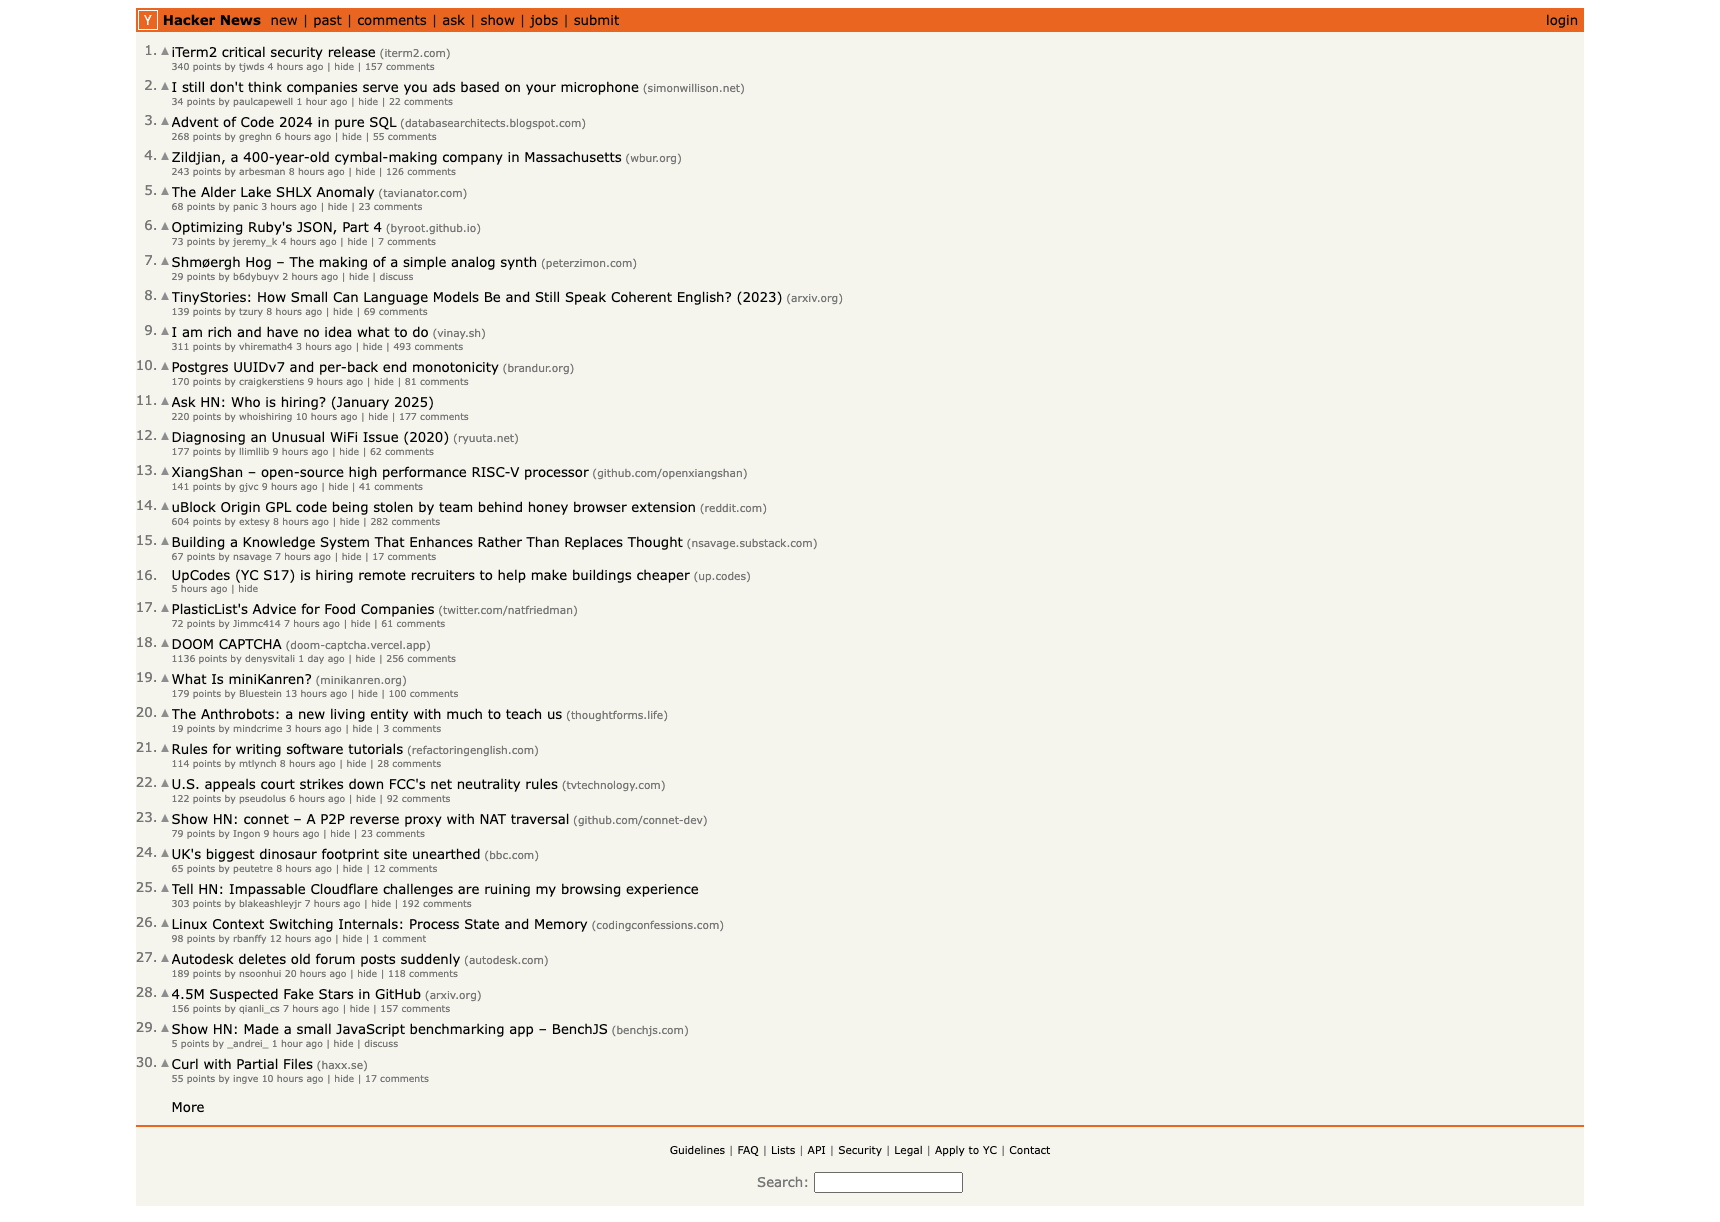 Y Hacker News new | past | comments | ask | show | jobs | submit login
1. ▲ iTerm2 critical security release (iterm2.com)
340 points by tjwds 4 hours ago | hide | 157 comments
2. ▲ I still don't think companies serve you ads based on your microphone (simonwillison.net)
34 points by paulcapewell 1 hour ago | hide | 22 comments
3. ▲ Advent of Code 2024 in pure SQL (databasearchitects.blogspot.com)
268 points by greghn 6 hours ago | hide | 55 comments
4. ▲ Zildjian, a 400-year-old cymbal-making company in Massachusetts (wbur.org)
243 points by arbesman 8 hours ago | hide | 126 comments
5. ▲ The Alder Lake SHLX Anomaly (tavianator.com)
68 points by panic 3 hours ago | hide | 23 comments
6. ▲ Optimizing Ruby's JSON, Part 4 (byroot.github.io)
73 points by jeremy_k 4 hours ago | hide | 7 comments
7. ▲ Shmøergh Hog – The making of a simple analog synth (peterzimon.com)
29 points by b6dybuyv 2 hours ago | hide | discuss
8. ▲ TinyStories: How Small Can Language Models Be and Still Speak Coherent English? (2023) (arxiv.org)
139 points by tzury 8 hours ago | hide | 69 comments
9. ▲ I am rich and have no idea what to do (vinay.sh)
311 points by vhiremath4 3 hours ago | hide | 493 comments
10. ▲ Postgres UUIDv7 and per-back end monotonicity (brandur.org)
170 points by craigkerstiens 9 hours ago | hide | 81 comments
11. ▲ Ask HN: Who is hiring? (January 2025)
220 points by whoishiring 10 hours ago | hide | 177 comments
12. ▲ Diagnosing an Unusual WiFi Issue (2020) (ryuuta.net)
177 points by llimllib 9 hours ago | hide | 62 comments
13. ▲ XiangShan – open-source high performance RISC-V processor (github.com/openxiangshan)
141 points by gjvc 9 hours ago | hide | 41 comments
14. ▲ uBlock Origin GPL code being stolen by team behind honey browser extension (reddit.com)
604 points by extesy 8 hours ago | hide | 282 comments
15. ▲ Building a Knowledge System That Enhances Rather Than Replaces Thought (nsavage.substack.com)
67 points by nsavage 7 hours ago | hide | 17 comments
16. UpCodes (YC S17) is hiring remote recruiters to help make buildings cheaper (up.codes)
5 hours ago | hide
17. ▲ PlasticList's Advice for Food Companies (twitter.com/natfriedman)
72 points by Jimmc414 7 hours ago | hide | 61 comments
18. ▲ DOOM CAPTCHA (doom-captcha.vercel.app)
1136 points by denysvitali 1 day ago | hide | 256 comments
19. ▲ What Is miniKanren? (minikanren.org)
179 points by Bluestein 13 hours ago | hide | 100 comments
20. ▲ The Anthrobots: a new living entity with much to teach us (thoughtforms.life)
19 points by mindcrime 3 hours ago | hide | 3 comments
21. ▲ Rules for writing software tutorials (refactoringenglish.com)
114 points by mtlynch 8 hours ago | hide | 28 comments
22. ▲ U.S. appeals court strikes down FCC's net neutrality rules (tvtechnology.com)
122 points by pseudolus 6 hours ago | hide | 92 comments
23. ▲ Show HN: connet – A P2P reverse proxy with NAT traversal (github.com/connet-dev)
79 points by Ingon 9 hours ago | hide | 23 comments
24. ▲ UK's biggest dinosaur footprint site unearthed (bbc.com)
65 points by peutetre 8 hours ago | hide | 12 comments
25. ▲ Tell HN: Impassable Cloudflare challenges are ruining my browsing experience
303 points by blakeashleyjr 7 hours ago | hide | 192 comments
26. ▲ Linux Context Switching Internals: Process State and Memory (codingconfessions.com)
98 points by rbanffy 12 hours ago | hide | 1 comment
27. ▲ Autodesk deletes old forum posts suddenly (autodesk.com)
189 points by nsoonhui 20 hours ago | hide | 118 comments
28. ▲ 4.5M Suspected Fake Stars in GitHub (arxiv.org)
156 points by qianli_cs 7 hours ago | hide | 157 comments
29. ▲ Show HN: Made a small JavaScript benchmarking app – BenchJS (benchjs.com)
5 points by _andrei_ 1 hour ago | hide | discuss
30. ▲ Curl with Partial Files (haxx.se)
55 points by ingve 10 hours ago | hide | 17 comments
More
Guidelines | FAQ | Lists | API | Security | Legal | Apply to YC | Contact
Search: